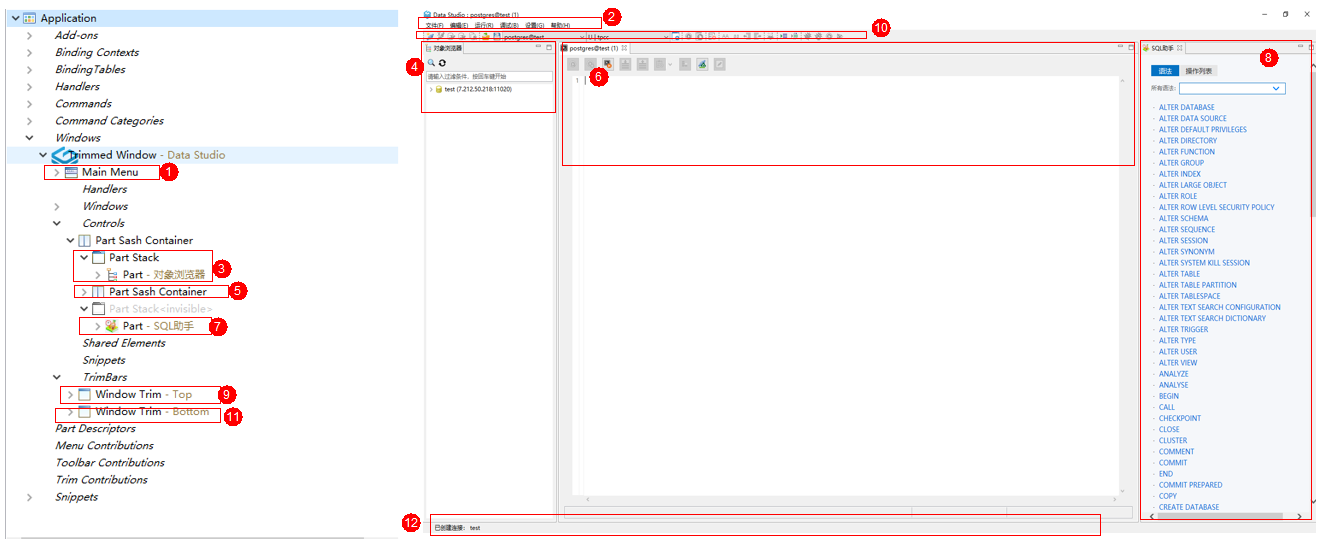 Application
Add-ons
Binding Contexts
BindingTables
Handlers
Commands
Command Categories
Windows
Trimmed Window - Data Studio
Main Menu
1
Handlers
Windows
Controls
Part Sash Container
Part Stack
3
Part - 对象浏览器
Part Sash Container
5
Part Stack<invisible>
Part - SQL助手
7
Shared Elements
Snippets
TrimBars
Window Trim - Top
9
Window Trim - Bottom
11
Part Descriptors
Menu Contributions
Toolbar Contributions
Trim Contributions
Snippets
Data Studio : postgres@test (1)
2
文件(F) 编辑(E) 运行(R) 调试(B) 设置(G) 帮助(H)
10
postgres@test
tpcc
4
对象浏览器
请输入过滤条件，按回车键开始
test (7.212.50.218:11020)
postgres@test (1)
6
1
SQL助手
8
语法 操作列表
所有语法:
ALTER DATABASE
ALTER DATA SOURCE
ALTER DEFAULT PRIVILEGES
ALTER DIRECTORY
ALTER FUNCTION
ALTER GROUP
ALTER INDEX
ALTER LARGE OBJECT
ALTER ROLE
ALTER ROW LEVEL SECURITY POLICY
ALTER SCHEMA
ALTER SEQUENCE
ALTER SESSION
ALTER SYNONYM
ALTER SYSTEM KILL SESSION
ALTER TABLE
ALTER TABLE PARTITION
ALTER TABLESPACE
ALTER TEXT SEARCH CONFIGURATION
ALTER TEXT SEARCH DICTIONARY
ALTER TRIGGER
ALTER TYPE
ALTER USER
ALTER VIEW
ANALYZE
ANALYSE
BEGIN
CALL
CHECKPOINT
CLOSE
CLUSTER
COMMENT
COMMIT
END
COMMIT PREPARED
COPY
CREATE DATABASE
12
已创建连接: test